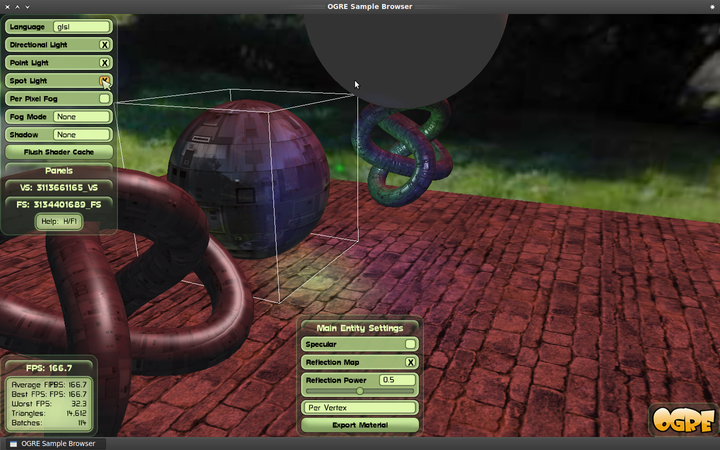 OGRE Sample Browser
Language glsl
Directional Light X
Point Light X
Spot Light
Per Pixel Fog
Fog Mode None
Shadow None
Flush Shader Cache
Panels
VS: 3113661165_VS
FS: 3134401689_FS
Help: H/F1
Main Entity Settings
Specular
Reflection Map X
Reflection Power 0.5
Per Vertex
Export Material
FPS: 166.7
Average FPS: 166.7
Best FPS: 166.7
Worst FPS: 32.3
Triangles: 14,612
Batches: 114
OGRE
OGRE Sample Browser